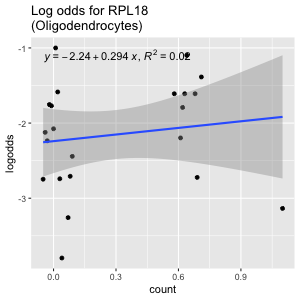 Log odds for RPL18
(Oligodendrocytes)
y = −2.24 + 0.294 x, R² = 0.02
-1
-2
-3
logodds
0.0 0.3 0.6 0.9
count